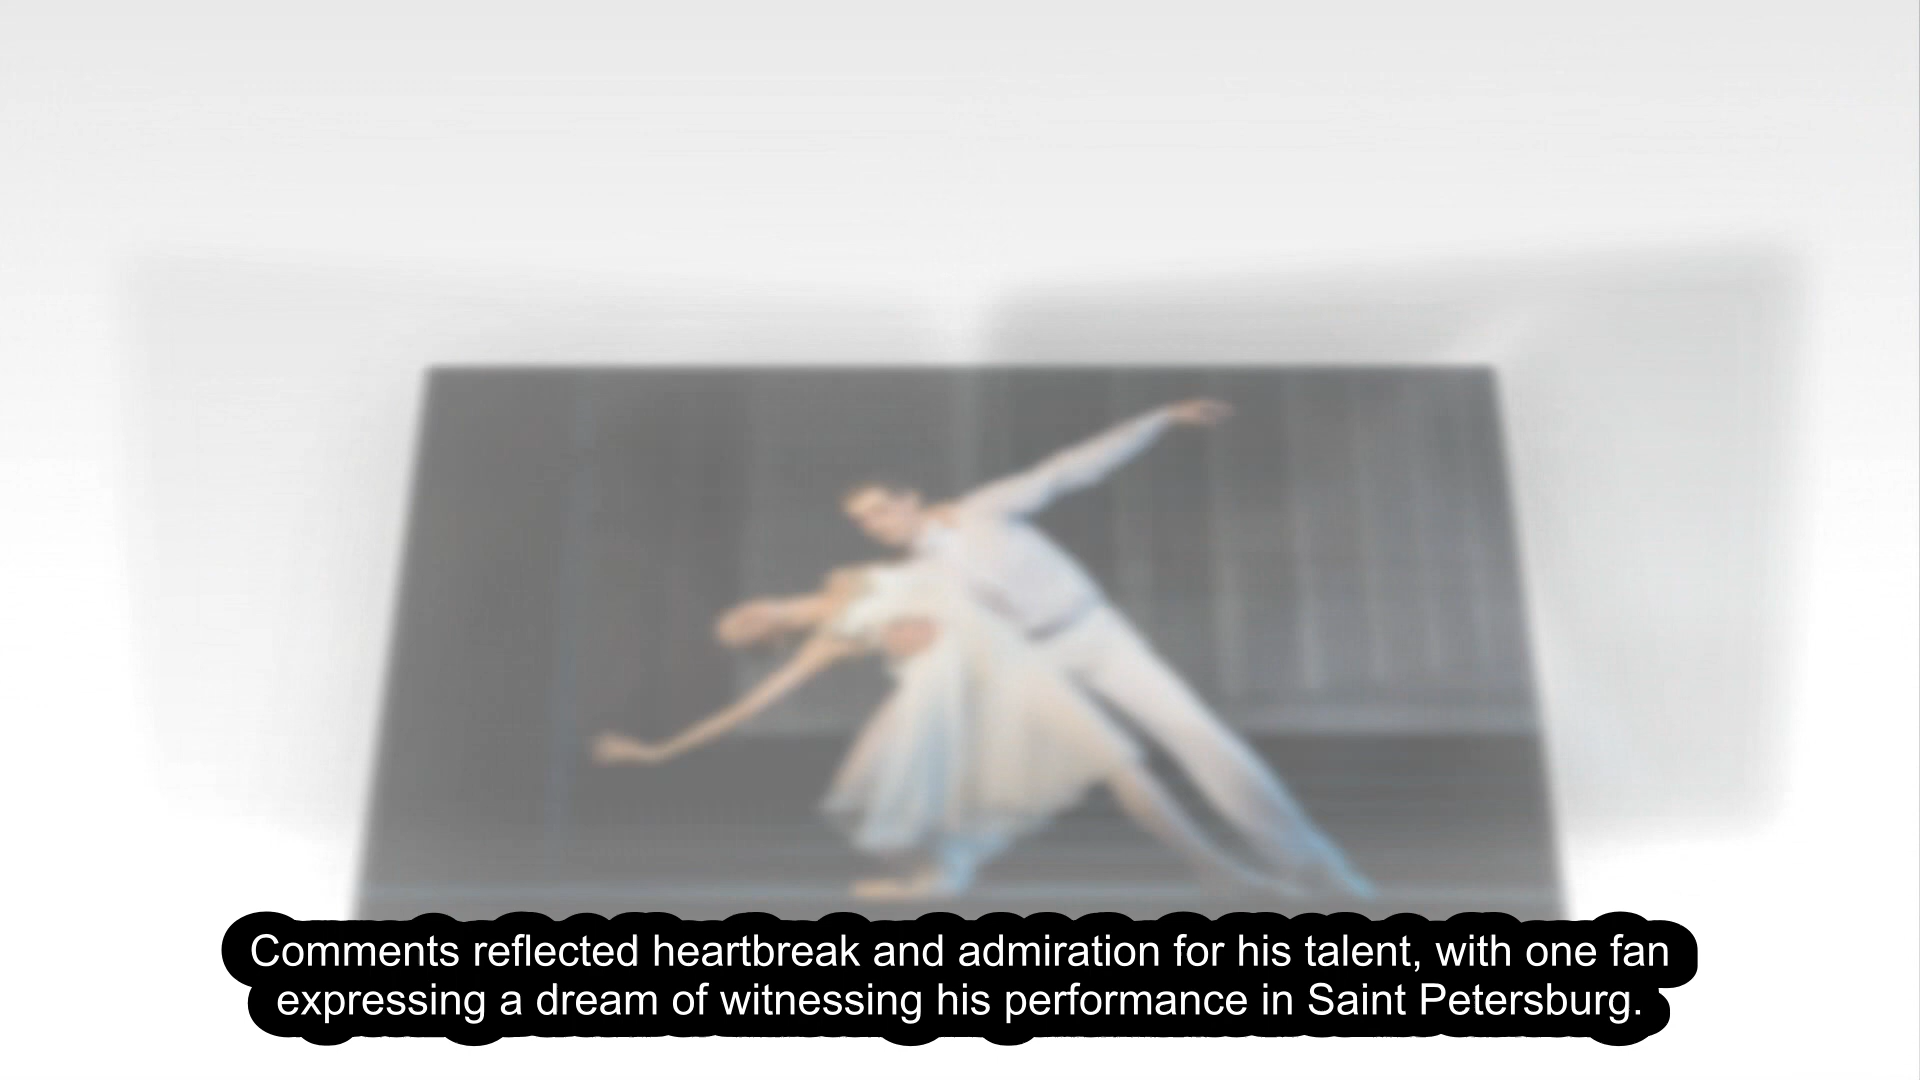 Comments reflected heartbreak and admiration for his talent, with one fan
expressing a dream of witnessing his performance in Saint Petersburg.